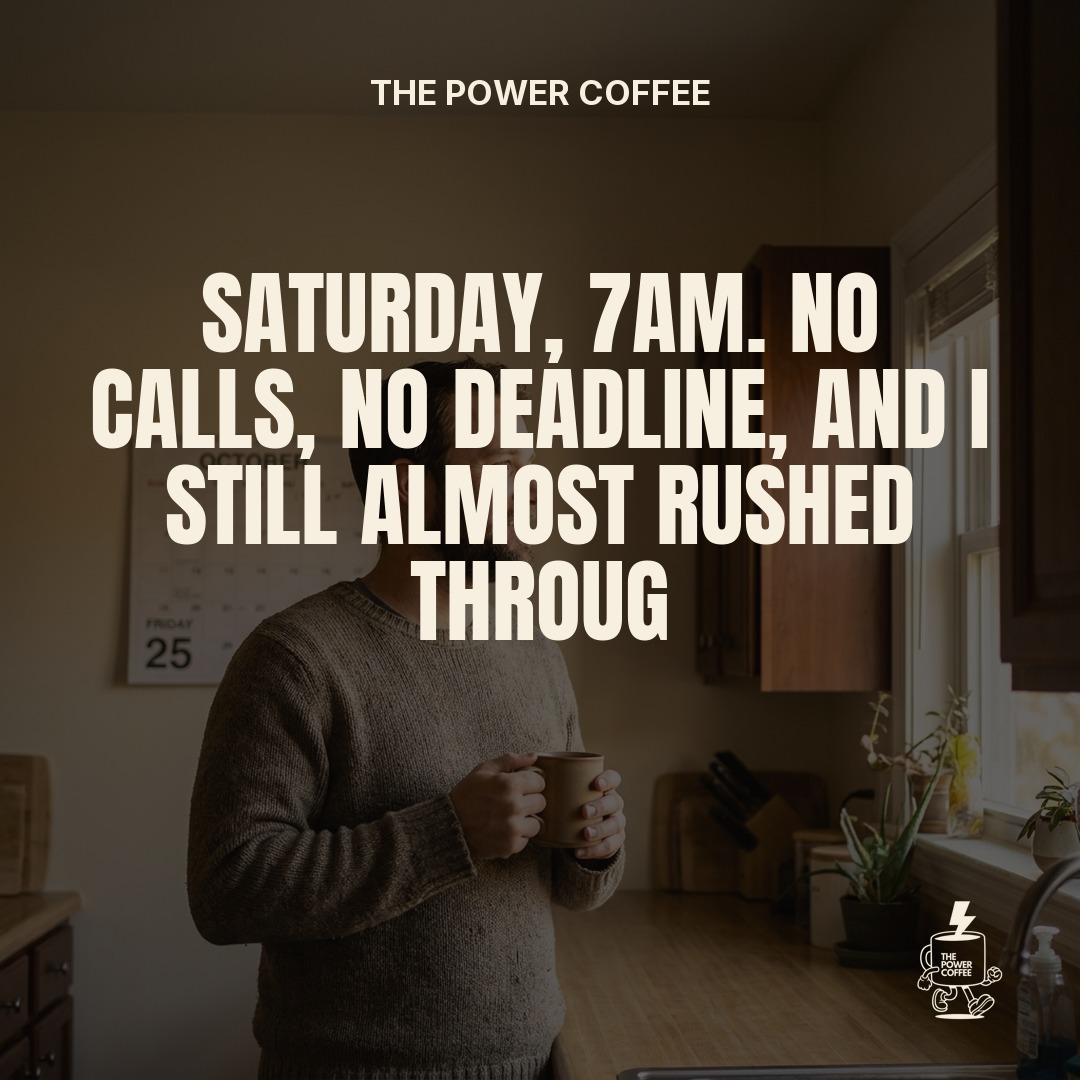 THE POWER COFFEE
SATURDAY, 7AM. NO
CALLS, NO DEADLINE, AND I
STILL ALMOST RUSHED
THROUG
OCTOBER
FRIDAY
25
THE
POWER
COFFEE